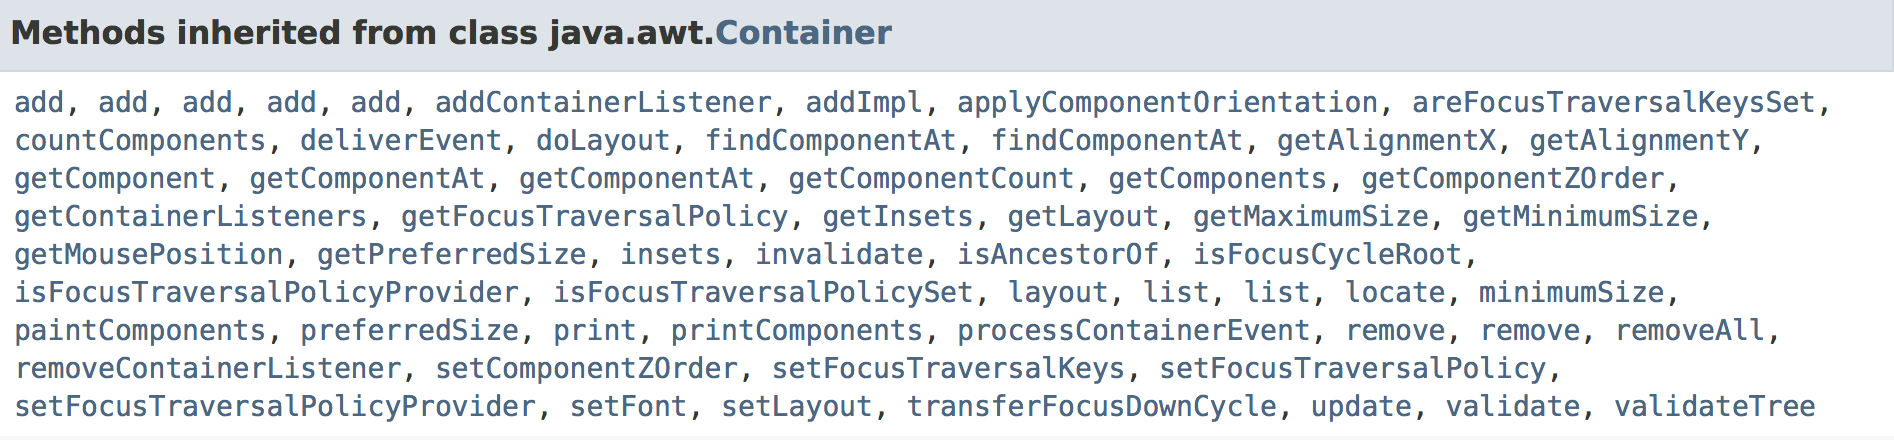 Methods inherited from class java.awt.Container
add, add, add, add, add, addContainerListener, addImpl, applyComponentOrientation, areFocusTraversalKeysSet,
countComponents, deliverEvent, doLayout, findComponentAt, findComponentAt, getAlignmentX, getAlignmentY,
getComponent, getComponentAt, getComponentAt, getComponentCount, getComponents, getComponentZOrder,
getContainerListeners, getFocusTraversalPolicy, getInsets, getLayout, getMaximumSize, getMinimumSize,
getMousePosition, getPreferredSize, insets, invalidate, isAncestorOf, isFocusCycleRoot,
isFocusTraversalPolicyProvider, isFocusTraversalPolicySet, layout, list, list, locate, minimumSize,
paintComponents, preferredSize, print, printComponents, processContainerEvent, remove, remove, removeAll,
removeContainerListener, setComponentZOrder, setFocusTraversalKeys, setFocusTraversalPolicy,
setFocusTraversalPolicyProvider, setFont, setLayout, transferFocusDownCycle, update, validate, validateTree